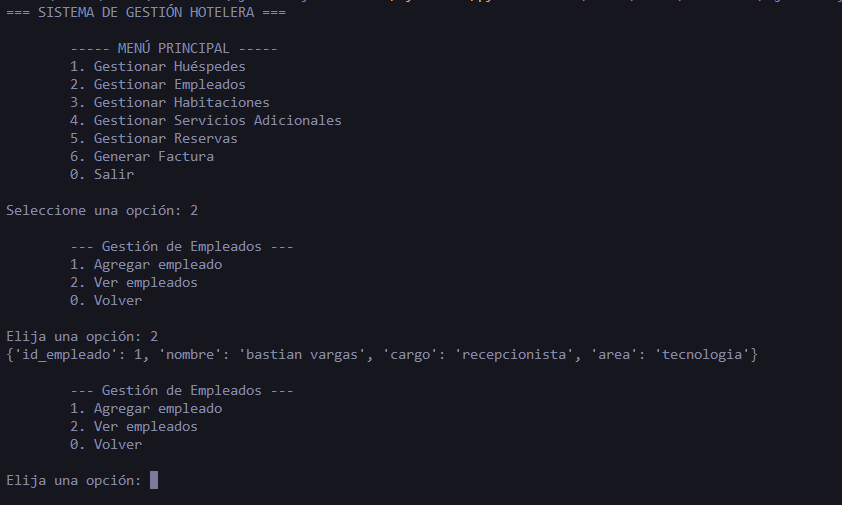 === SISTEMA DE GESTIÓN HOTELERA ===
----- MENÚ PRINCIPAL -----
1. Gestionar Huéspedes
2. Gestionar Empleados
3. Gestionar Habitaciones
4. Gestionar Servicios Adicionales
5. Gestionar Reservas
6. Generar Factura
0. Salir
Seleccione una opción: 2
--- Gestión de Empleados ---
1. Agregar empleado
2. Ver empleados
0. Volver
Elija una opción: 2
{'id_empleado': 1, 'nombre': 'bastian vargas', 'cargo': 'recepcionista', 'area': 'tecnologia'}
--- Gestión de Empleados ---
1. Agregar empleado
2. Ver empleados
0. Volver
Elija una opción: